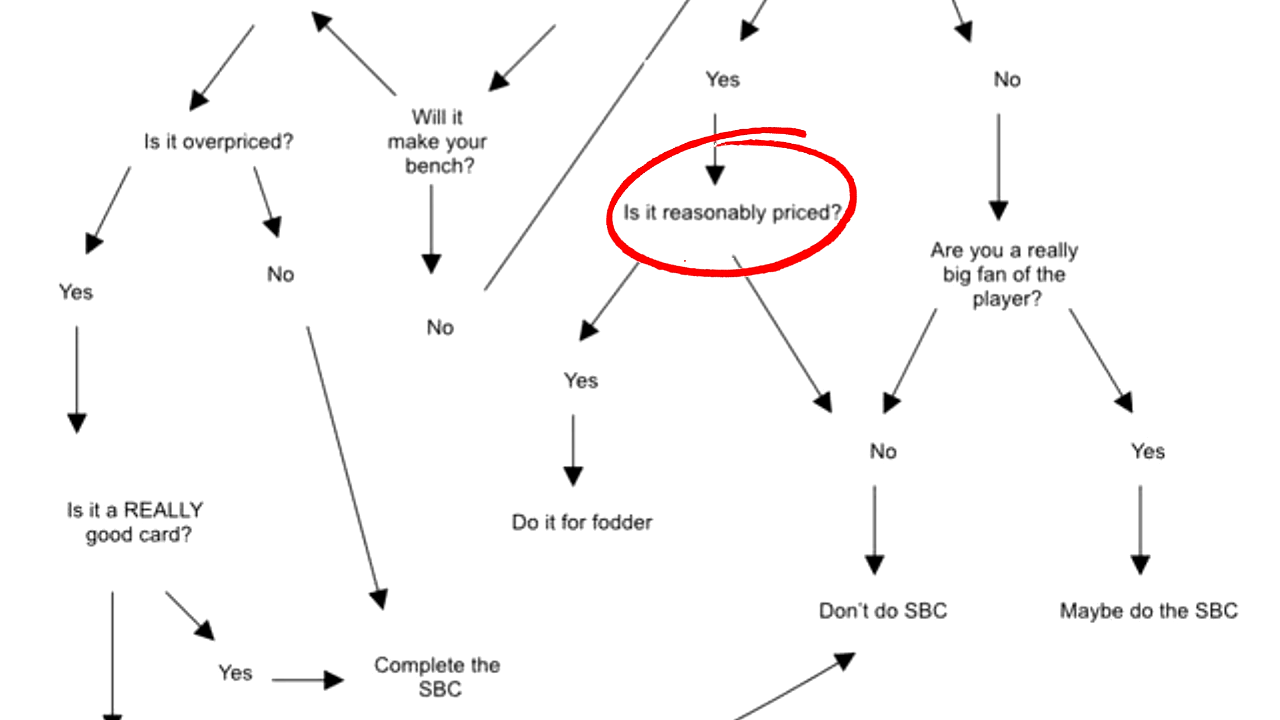 Yes
No
Will it
make your
bench?
Is it overpriced?
Is it reasonably priced?
Are you a really
big fan of the
player?
No
Yes
No
Yes
No
Yes
Is it a REALLY
good card?
Do it for fodder
Don't do SBC
Maybe do the SBC
Yes
Complete the
SBC